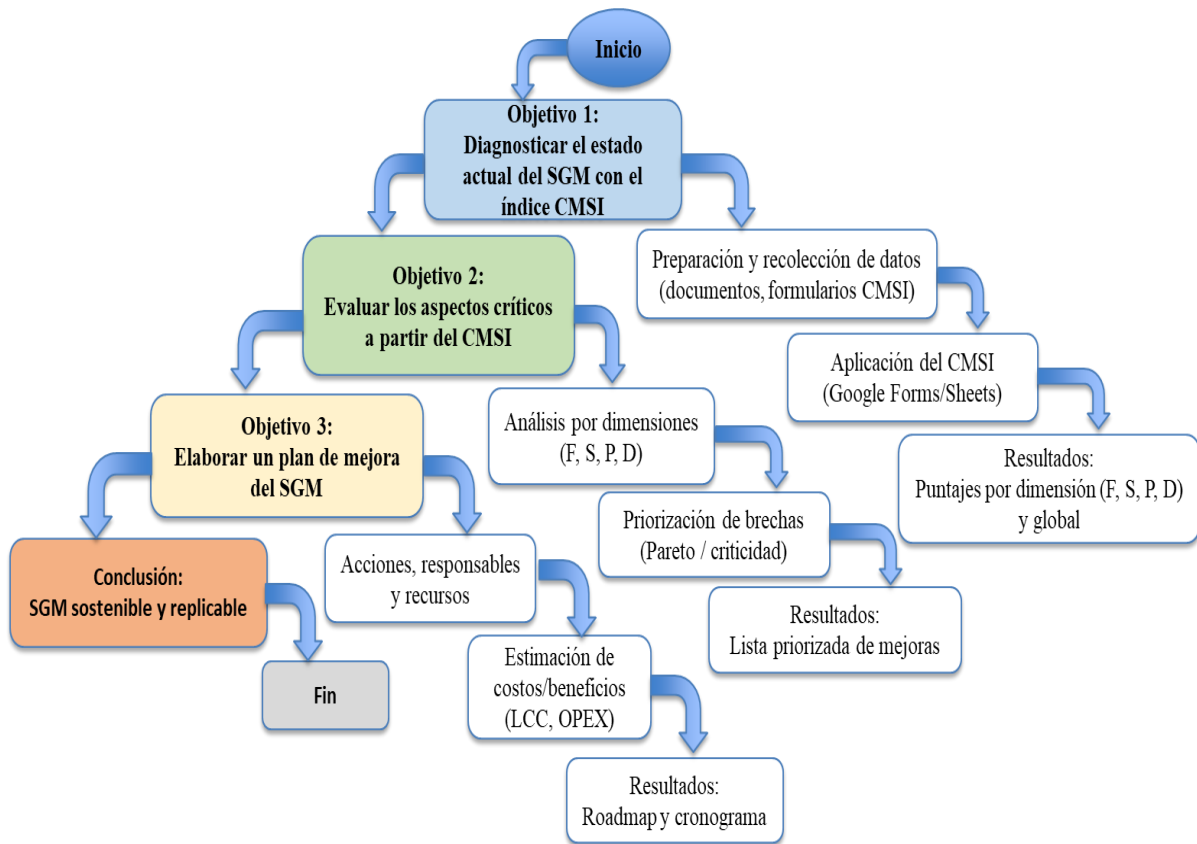 Inicio
Objetivo 1:
Diagnosticar el estado
actual del SGM con el
índice CMSI
Preparación y recolección de datos
(documentos, formularios CMSI)
Aplicación del CMSI
(Google Forms/Sheets)
Resultados:
Puntajes por dimensión (F, S, P, D)
y global
Objetivo 2:
Evaluar los aspectos críticos
a partir del CMSI
Análisis por dimensiones
(F, S, P, D)
Priorización de brechas
(Pareto / criticidad)
Resultados:
Lista priorizada de mejoras
Objetivo 3:
Elaborar un plan de mejora
del SGM
Acciones, responsables
y recursos
Estimación de
costos/beneficios
(LCC, OPEX)
Resultados:
Roadmap y cronograma
Conclusión:
SGM sostenible y replicable
Fin